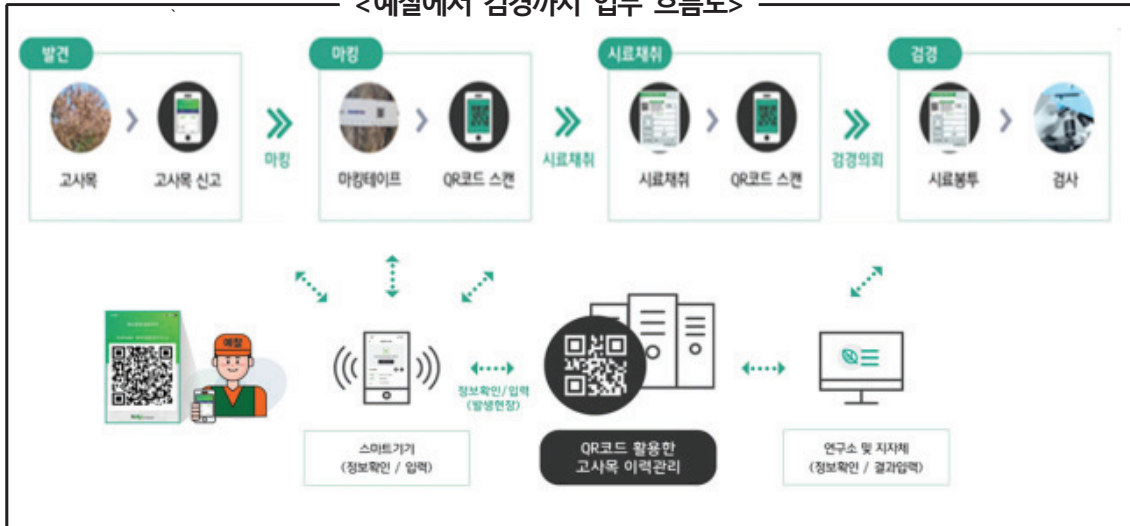 <예찰에서 검경까지 업무 흐름도>
발견
마킹
시료채취
검경
고사목
고사목 신고
마킹
마킹테이프
QR코드 스캔
시료채취
시료채취
QR코드 스캔
검경의뢰
시료봉투
검사
예찰
정보확인/입력
(발생현장)
스마트기기
(정보확인 / 입력)
QR코드 활용한
고사목 이력관리
연구소 및 지자체
(정보확인 / 결과입력)